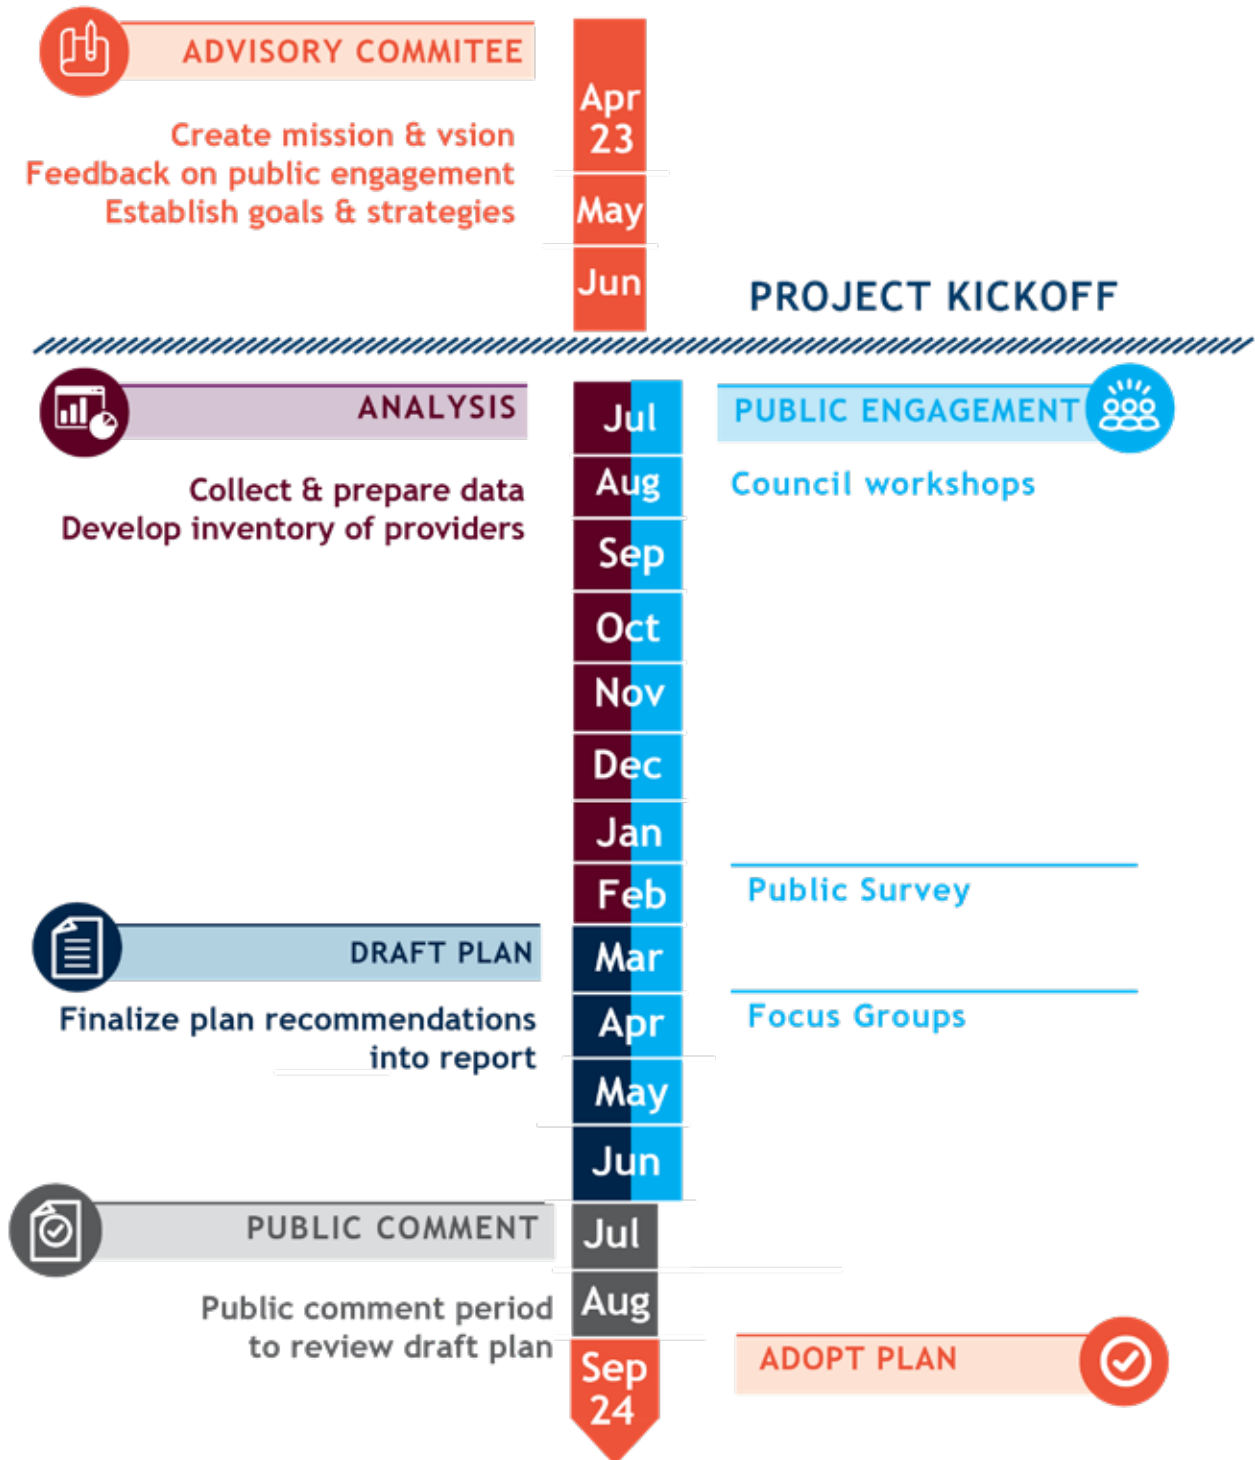 ADVISORY COMMITEE
Create mission & vsion
Feedback on public engagement
Establish goals & strategies
Apr
23
May
Jun
PROJECT KICKOFF
ANALYSIS
Collect & prepare data
Develop inventory of providers
PUBLIC ENGAGEMENT
Council workshops
Jul
Aug
Sep
Oct
Nov
Dec
Jan
Feb
Public Survey
DRAFT PLAN
Finalize plan recommendations
into report
Mar
Apr
Focus Groups
May
Jun
PUBLIC COMMENT
Public comment period
to review draft plan
Jul
Aug
Sep
24
ADOPT PLAN